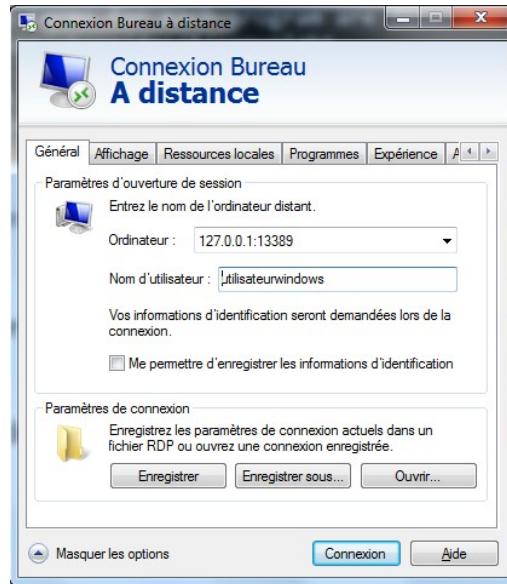 Connexion Bureau à distance
Connexion Bureau
A distance
Général Affichage Ressources locales Programmes Expérience
Paramètres d'ouverture de session
Entrez le nom de l'ordinateur distant.
Ordinateur : 127.0.0.1:13389
Nom d'utilisateur : utilisateurwindows
Vos informations d'identification seront demandées lors de la
connexion.
Me permettre d'enregistrer les informations d'identification
Paramètres de connexion
Enregistrez les paramètres de connexion actuels dans un
fichier RDP ou ouvrez une connexion enregistrée.
Enregistrer Enregistrer sous... Ouvrir...
Masquer les options Connexion Aide